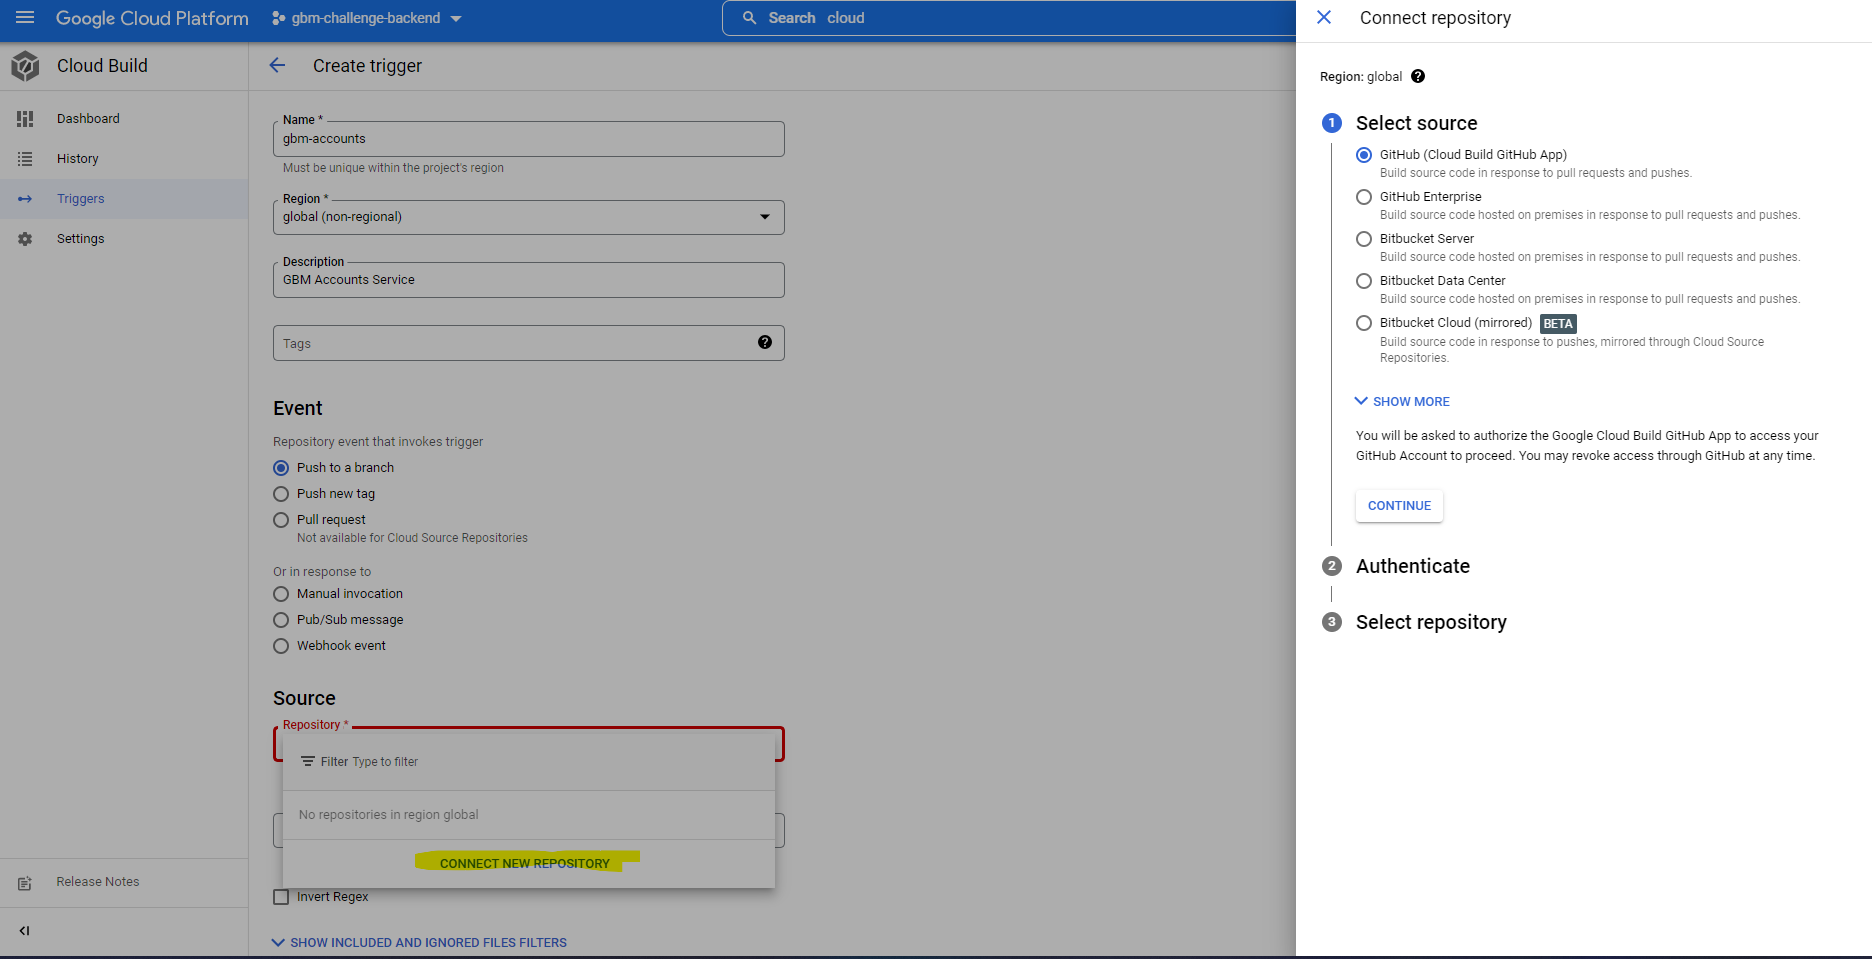 Google Cloud Platform
gbm-challenge-backend
Search cloud
Cloud Build
Dashboard
History
Triggers
Settings
Release Notes
Create trigger
Name *
gbm-accounts
Must be unique within the project's region
Region *
global (non-regional)
Description
GBM Accounts Service
Tags
?
Event
Repository event that invokes trigger
Push to a branch
Push new tag
Pull request
Not available for Cloud Source Repositories
Or in response to
Manual invocation
Pub/Sub message
Webhook event
Source
Repository *
Filter Type to filter
No repositories in region global
CONNECT NEW REPOSITORY
Invert Regex
SHOW INCLUDED AND IGNORED FILES FILTERS
Connect repository
Region: global ?
1 Select source
GitHub (Cloud Build GitHub App)
Build source code in response to pull requests and pushes.
GitHub Enterprise
Build source code hosted on premises in response to pull requests and pushes.
Bitbucket Server
Build source code hosted on premises in response to pull requests and pushes.
Bitbucket Data Center
Build source code hosted on premises in response to pull requests and pushes.
Bitbucket Cloud (mirrored) BETA
Build source code in response to pushes, mirrored through Cloud Source
Repositories.
SHOW MORE
You will be asked to authorize the Google Cloud Build GitHub App to access your
GitHub Account to proceed. You may revoke access through GitHub at any time.
CONTINUE
2 Authenticate
3 Select repository